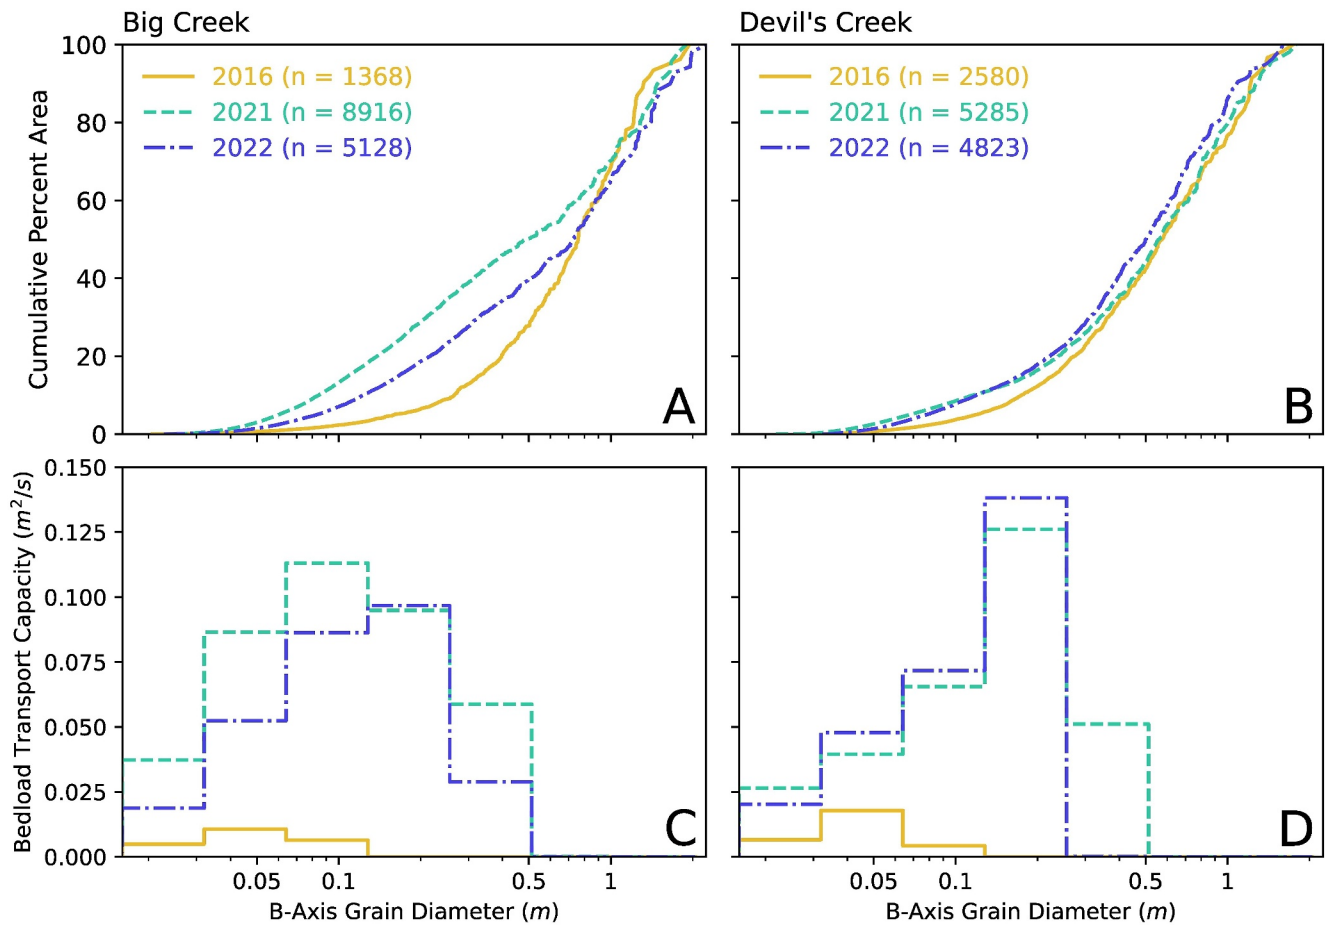 Big Creek
Devil's Creek
Cumulative Percent Area
100
80
60
40
20
0
2016 (n = 1368)
2021 (n = 8916)
2022 (n = 5128)
A
2016 (n = 2580)
2021 (n = 5285)
2022 (n = 4823)
B
Bedload Transport Capacity (m²/s)
0.150
0.125
0.100
0.075
0.050
0.025
0.000
C
D
0.05 0.1 0.5 1
0.05 0.1 0.5 1
B-Axis Grain Diameter (m)
B-Axis Grain Diameter (m)